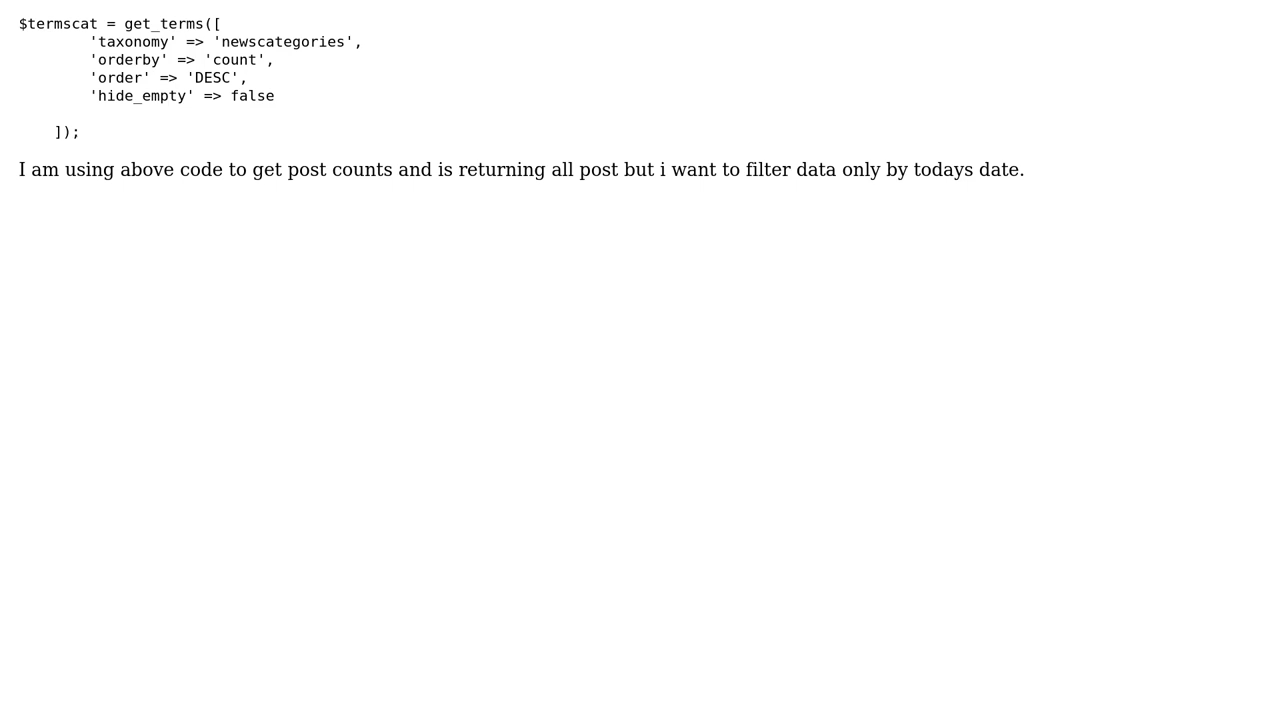 $termscat = get_terms([
        'taxonomy' => 'newscategories',
        'orderby' => 'count',
        'order' => 'DESC',
        'hide_empty' => false
    ]);
I am using above code to get post counts and is returning all post but i want to filter data only by todays date.